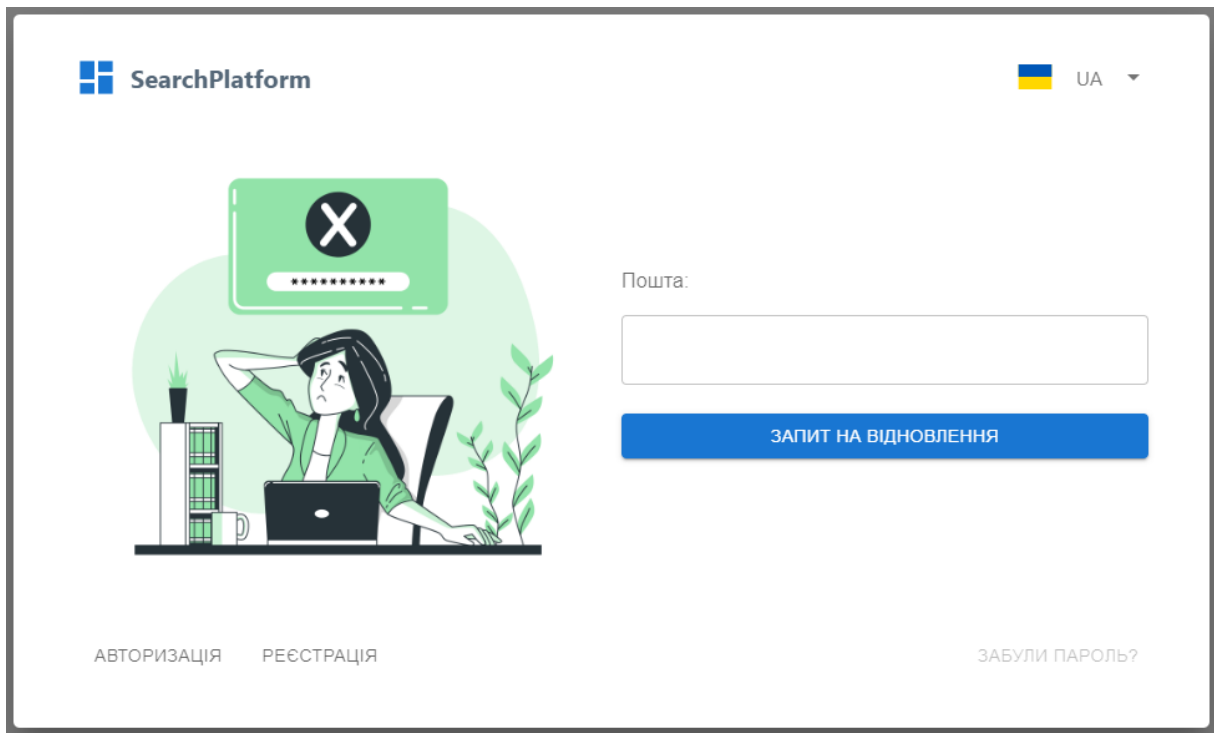 SearchPlatform
UA
X
**********
Пошта:
ЗАПИТ НА ВІДНОВЛЕННЯ
АВТОРИЗАЦІЯ РЕЄСТРАЦІЯ
ЗАБУЛИ ПАРОЛЬ?